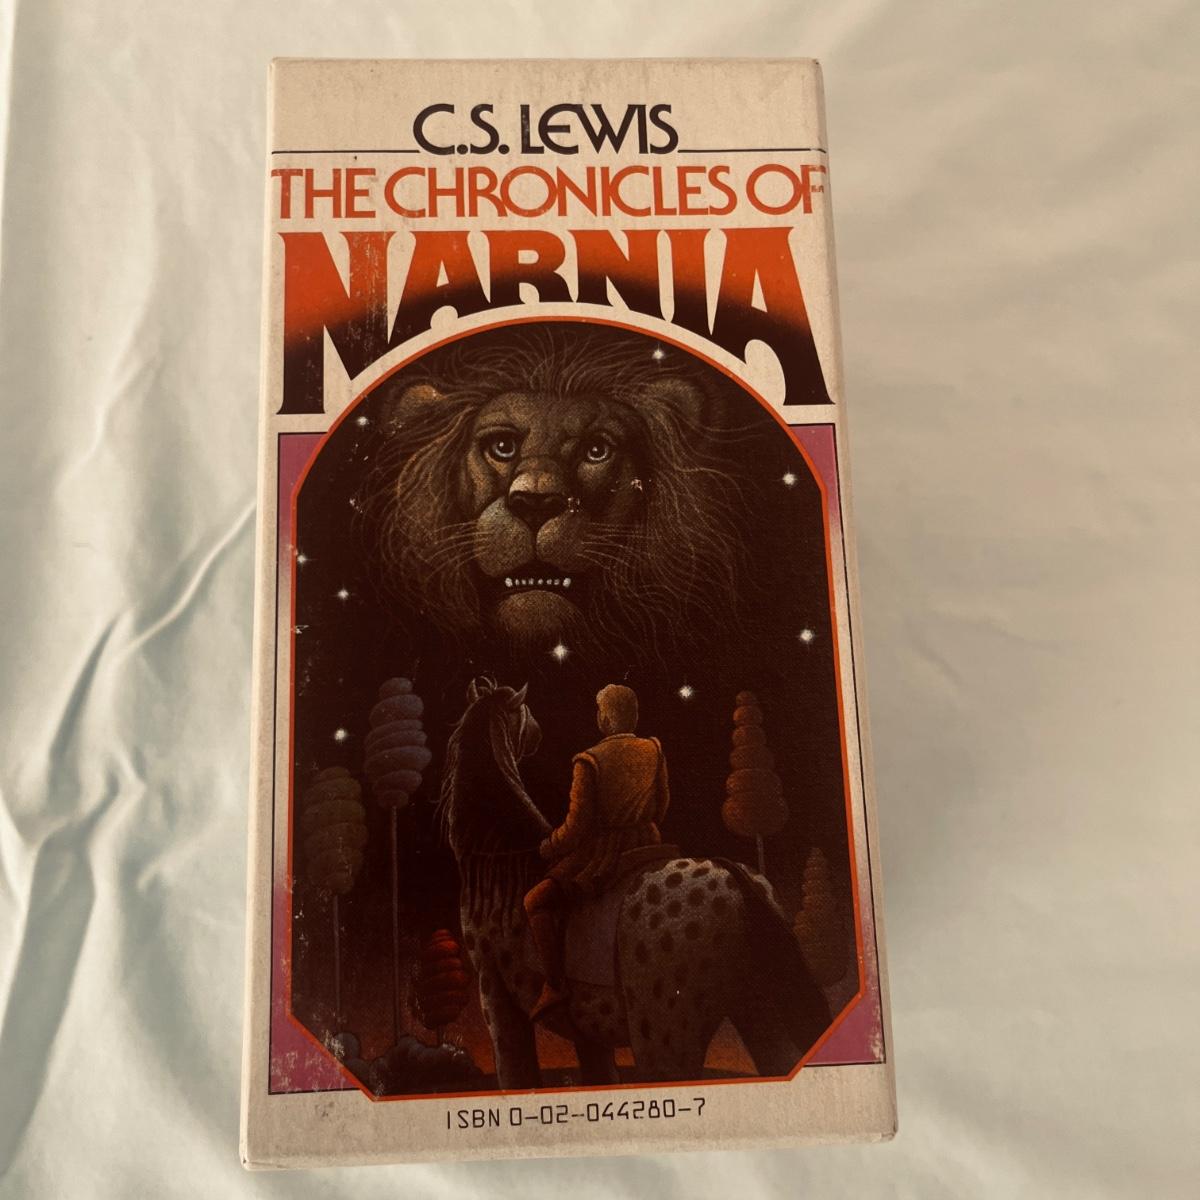 C.S. LEWIS
THE CHRONICLES OF
NARNIA
ISBN 0-02-044280-7